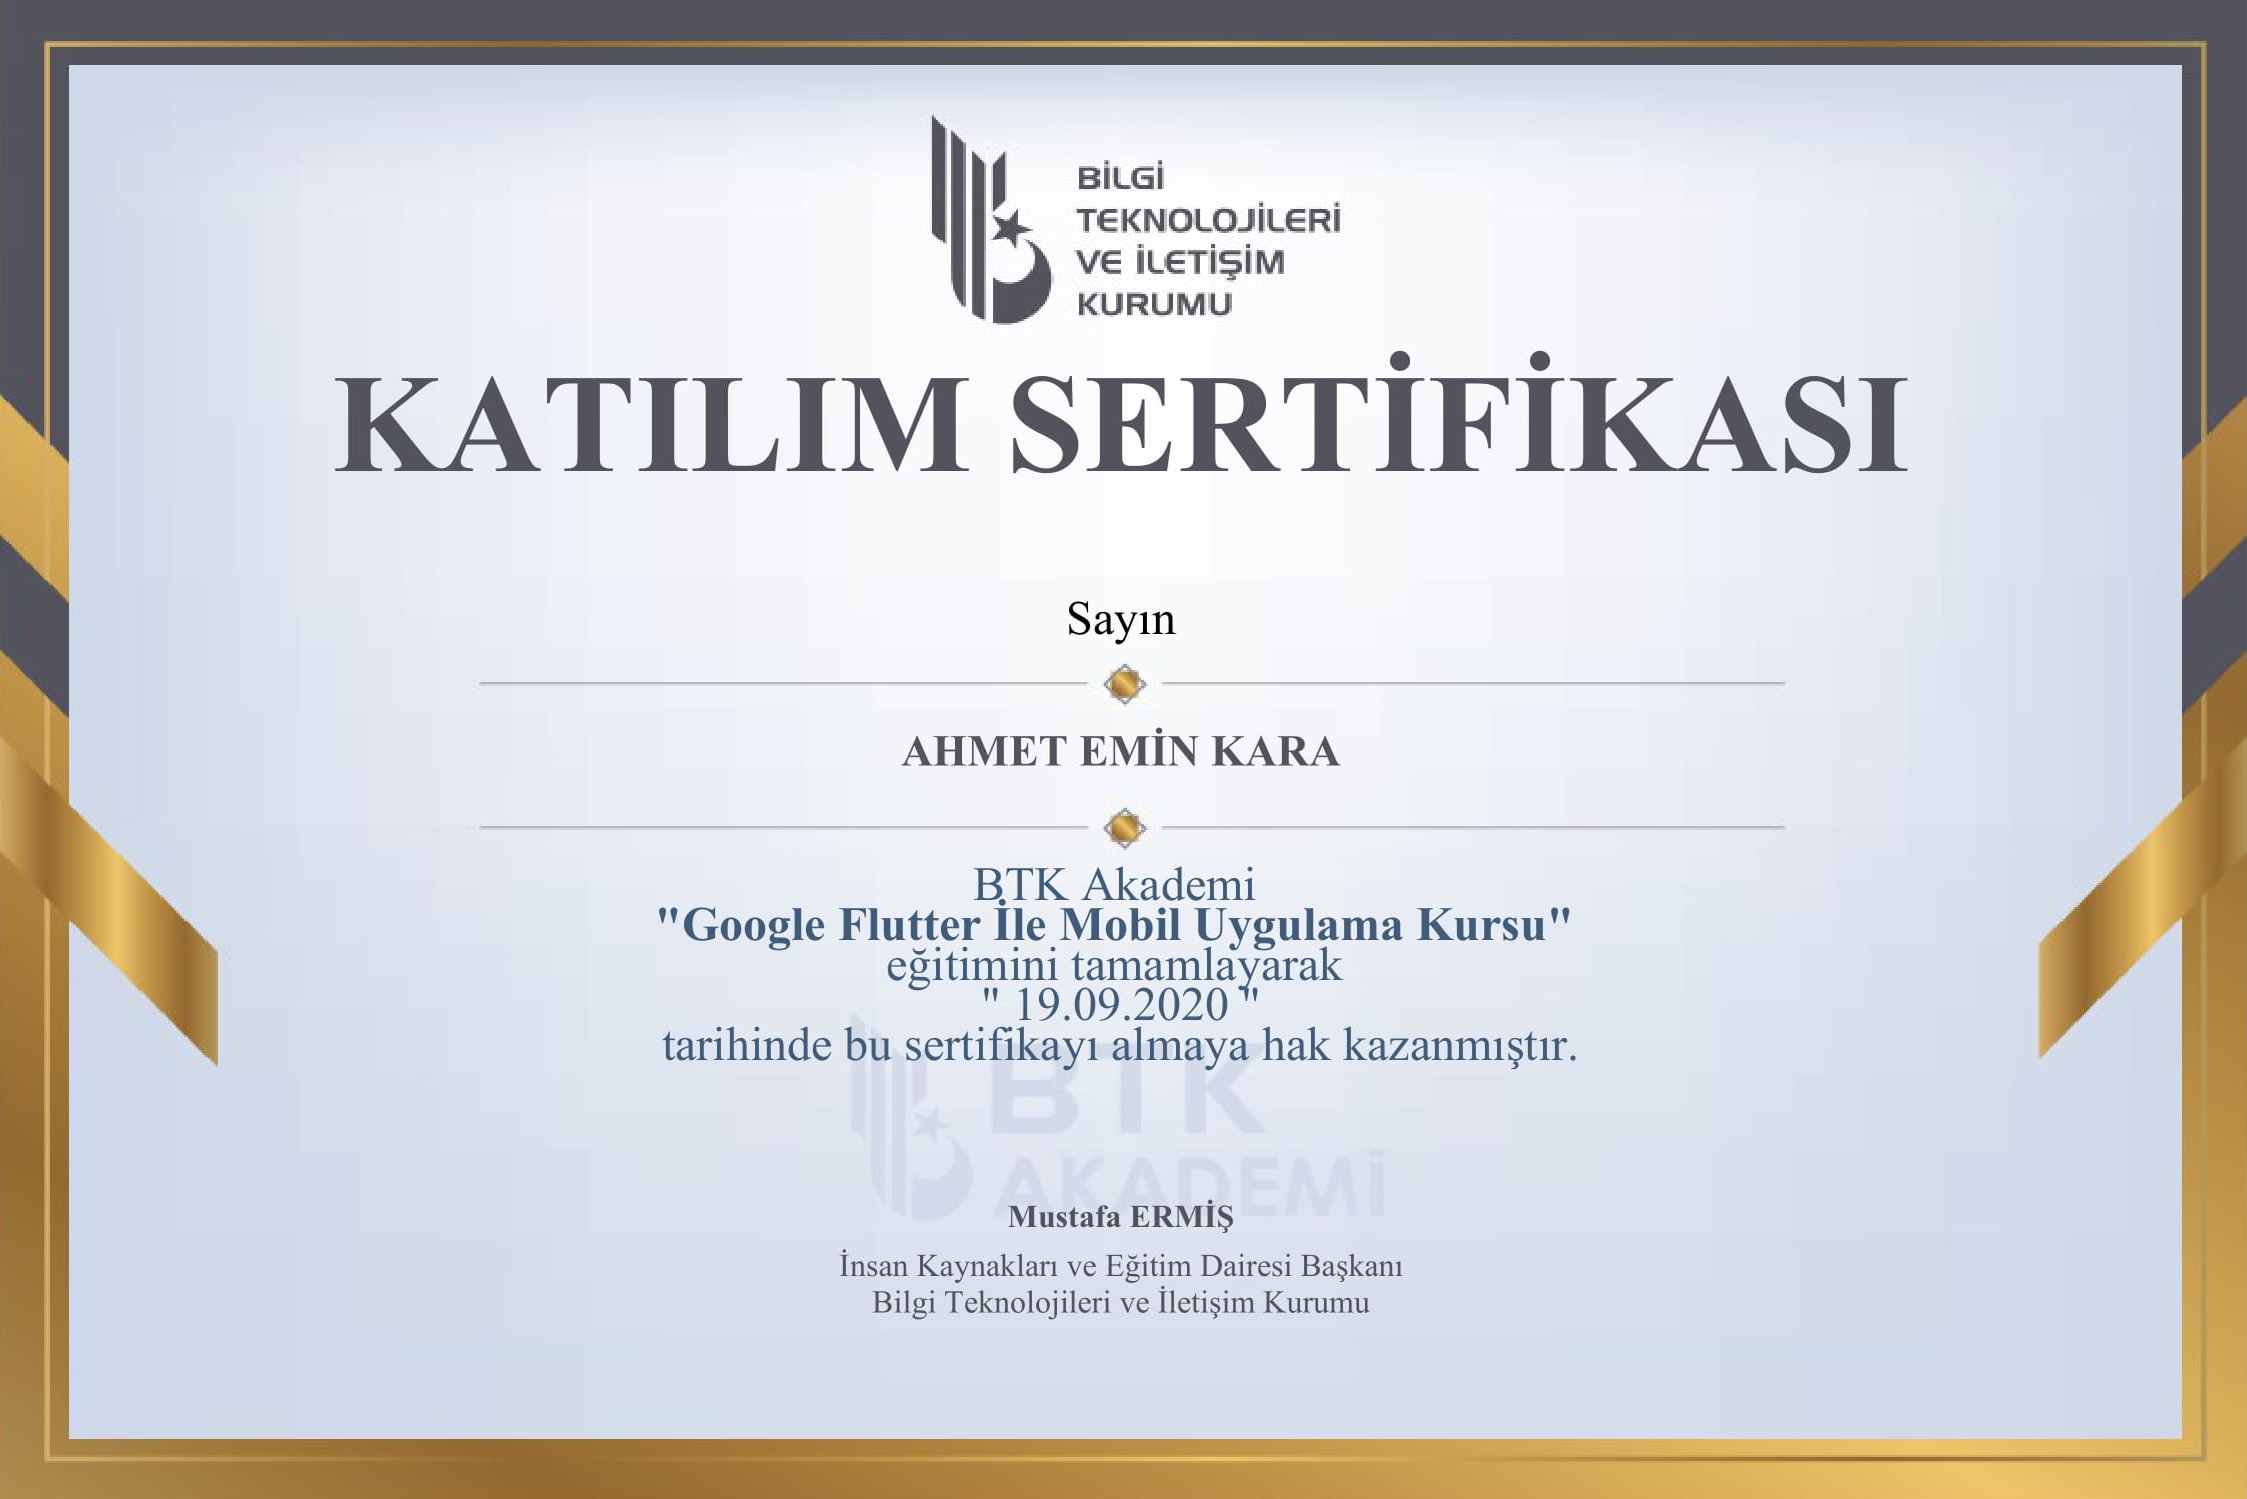 BİLGİ
TEKNOLOJİLERİ
VE İLETİŞİM
KURUMU
KATILIM SERTİFİKASI
Sayın
AHMET EMİN KARA
BTK Akademi
"Google Flutter İle Mobil Uygulama Kursu"
eğitimini tamamlayarak
" 19.09.2020 "
tarihinde bu sertifikayı almaya hak kazanmıştır.
BTK
AKADEMİ
Mustafa ERMİŞ
İnsan Kaynakları ve Eğitim Dairesi Başkanı
Bilgi Teknolojileri ve İletişim Kurumu